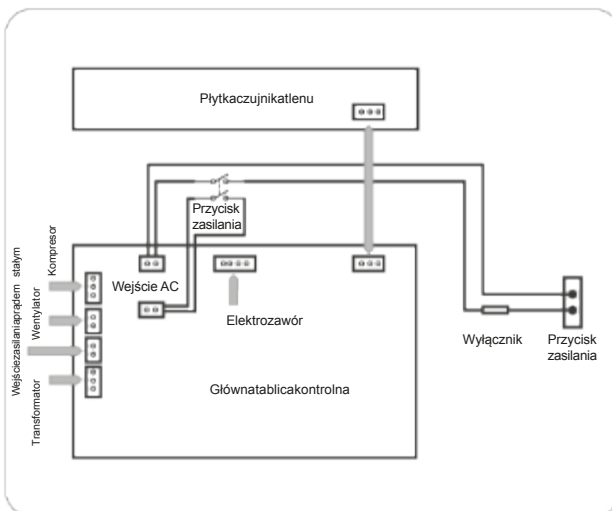 Płytkaczujnikatlenu
Przycisk
zasilania
Wejście AC
Elektrozawór
Kompresor
Wentylator
Wejściezasilaniaprądem stałym
Transformator
Głównatablicakontrolna
Wyłącznik
Przycisk
zasilania